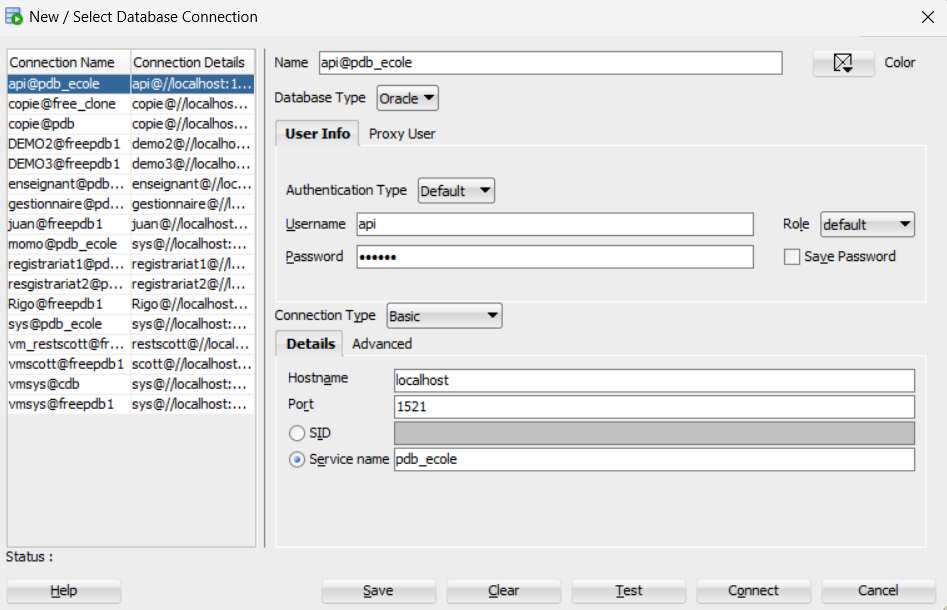 New / Select Database Connection
Connection Name Connection Details
api@pdb_ecole api@//localhost:1...
copie@free_clone copie@//localhos...
copie@pdb copie@//localhos...
DEMO2@freepdb1 demo2@//localho...
DEMO3@freepdb1 demo3@//localho...
enseignant@pdb... enseignant@//loc...
gestionnaire@pd... gestionnaire@//l...
juan@freepdb1 juan@//localhost...
momo@pdb_ecole sys@//localhost:...
registrariat1@pd... registrariat1@//l...
resgistrariat2@p... registrariat2@//l...
Rigo@freepdb1 Rigo@//localhost...
sys@pdb_ecole sys@//localhost:...
vm_restscott@fr... restscott@//local...
vmscott@freepdb1 scott@//localhost...
vmsys@cdb sys@//localhost:...
vmsys@freepdb1 sys@//localhost:...
Name api@pdb_ecole Color
Database Type Oracle
User Info Proxy User
Authentication Type Default
Username api Role default
Password •••••• Save Password
Connection Type Basic
Details Advanced
Hostname localhost
Port 1521
SID
Service name pdb_ecole
Status :
Help Save Clear Test Connect Cancel